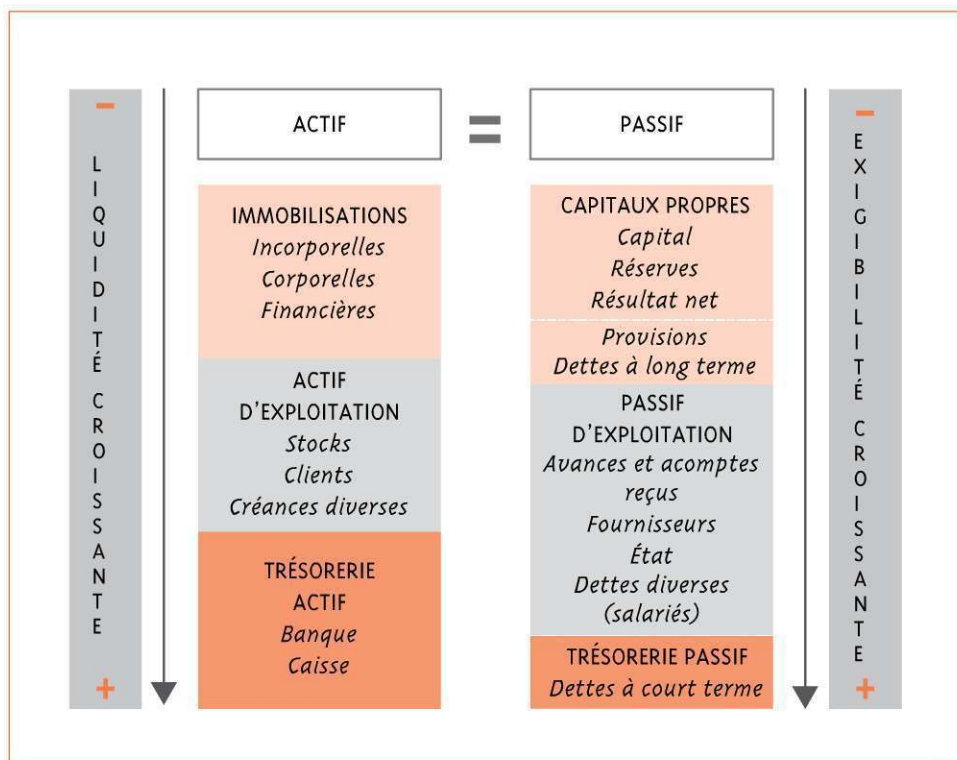 −
LIQUIDITÉ CROISSANTE
+
ACTIF
IMMOBILISATIONS
Incorporelles
Corporelles
Financières
ACTIF
D'EXPLOITATION
Stocks
Clients
Créances diverses
TRÉSORERIE
ACTIF
Banque
Caisse
=
PASSIF
CAPITAUX PROPRES
Capital
Réserves
Résultat net
Provisions
Dettes à long terme
PASSIF
D'EXPLOITATION
Avances et acomptes
reçus
Fournisseurs
État
Dettes diverses
(salariés)
TRÉSORERIE PASSIF
Dettes à court terme
−
EXIGIBILITÉ CROISSANTE
+